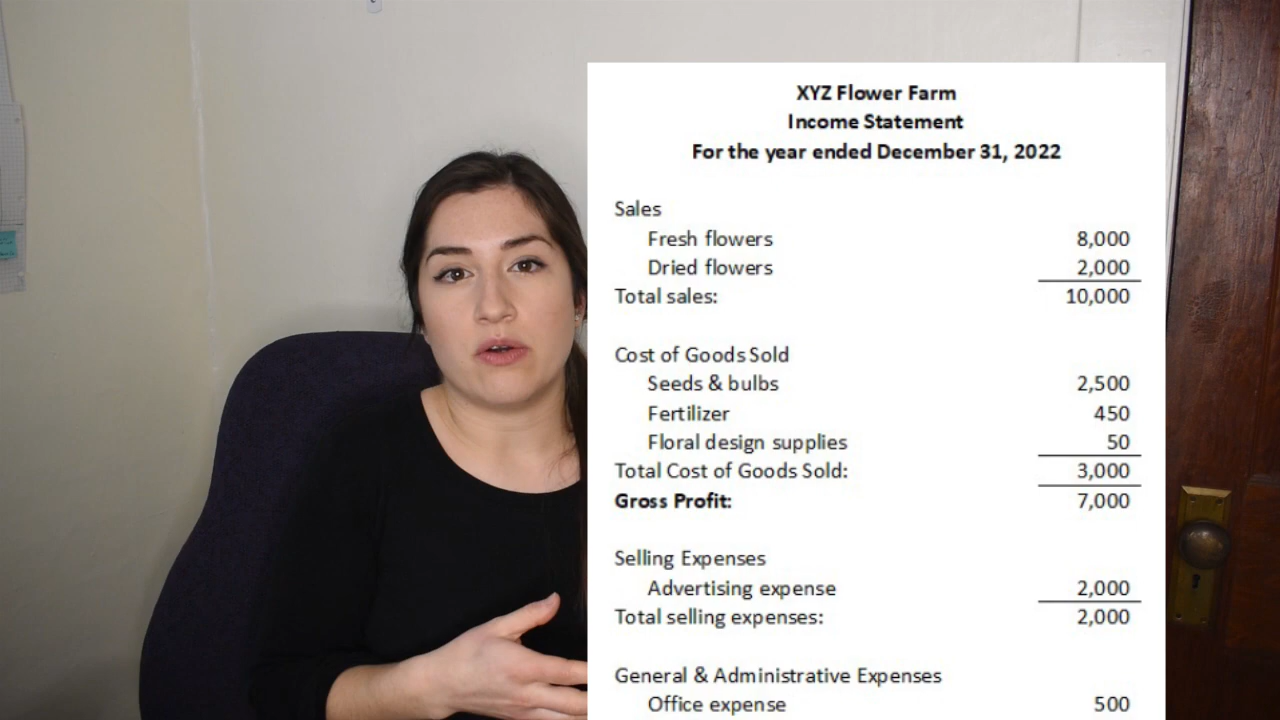 XYZ Flower Farm
Income Statement
For the year ended December 31, 2022
Sales
Fresh flowers 8,000
Dried flowers 2,000
Total sales: 10,000
Cost of Goods Sold
Seeds & bulbs 2,500
Fertilizer 450
Floral design supplies 50
Total Cost of Goods Sold: 3,000
Gross Profit: 7,000
Selling Expenses
Advertising expense 2,000
Total selling expenses: 2,000
General & Administrative Expenses
Office expense 500